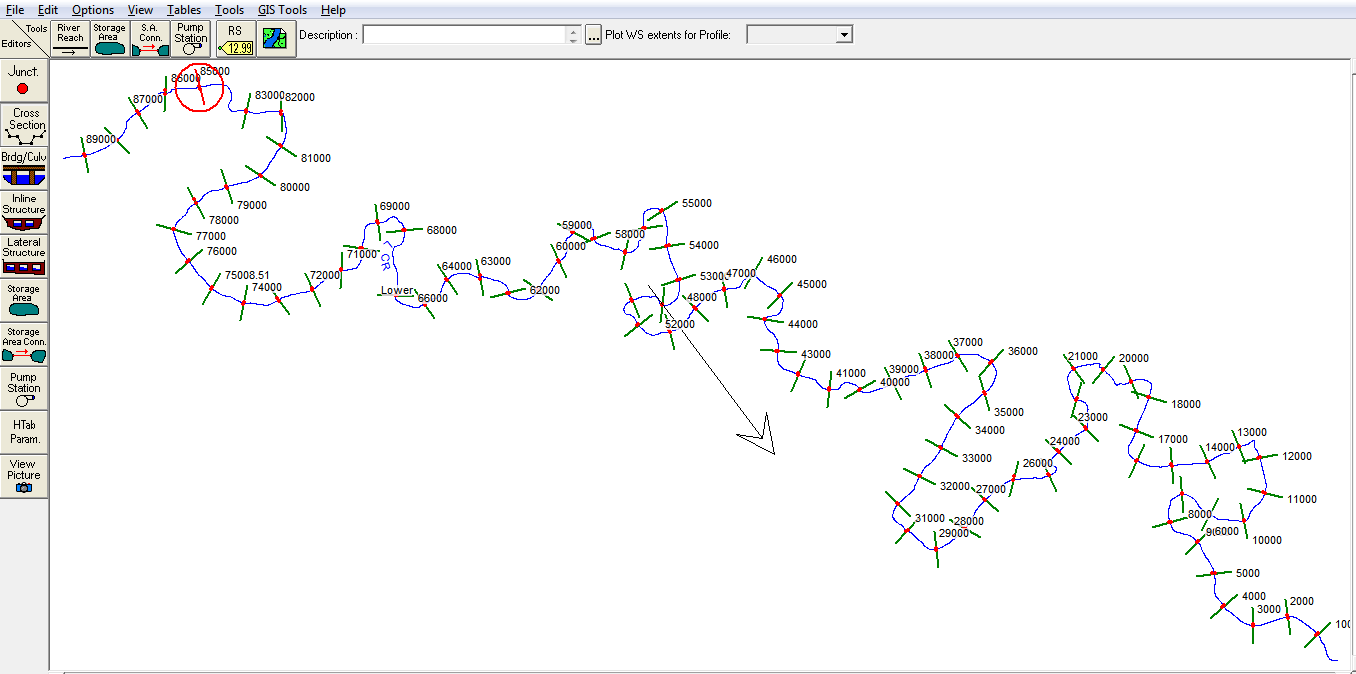 File Edit Options View Tables Tools GIS Tools Help
Tools
Editors
River
Reach
Storage
Area
S.A.
Conn.
Pump
Station
RS
12.99
Description :
...
Plot WS extents for Profile:
Junct.
Cross
Section
Brdg/Culv
Inline
Structure
Lateral
Structure
Storage
Area
Storage
Area Conn.
Pump
Station
HTab
Param.
View
Picture
89000
87000
86000
85000
83000
82000
81000
80000
79000
78000
77000
76000
75008.51
74000
72000
71000
69000
68000
CR
Lower
66000
64000
63000
62000
60000
59000
58000
55000
54000
53000
52000
48000
47000
46000
45000
44000
43000
41000
40000
39000
38000
37000
36000
35000
34000
33000
32000
31000
29000
28000
27000
26000
24000
23000
21000
20000
18000
17000
14000
13000
12000
11000
10000
8000
6000
5000
4000
3000
2000